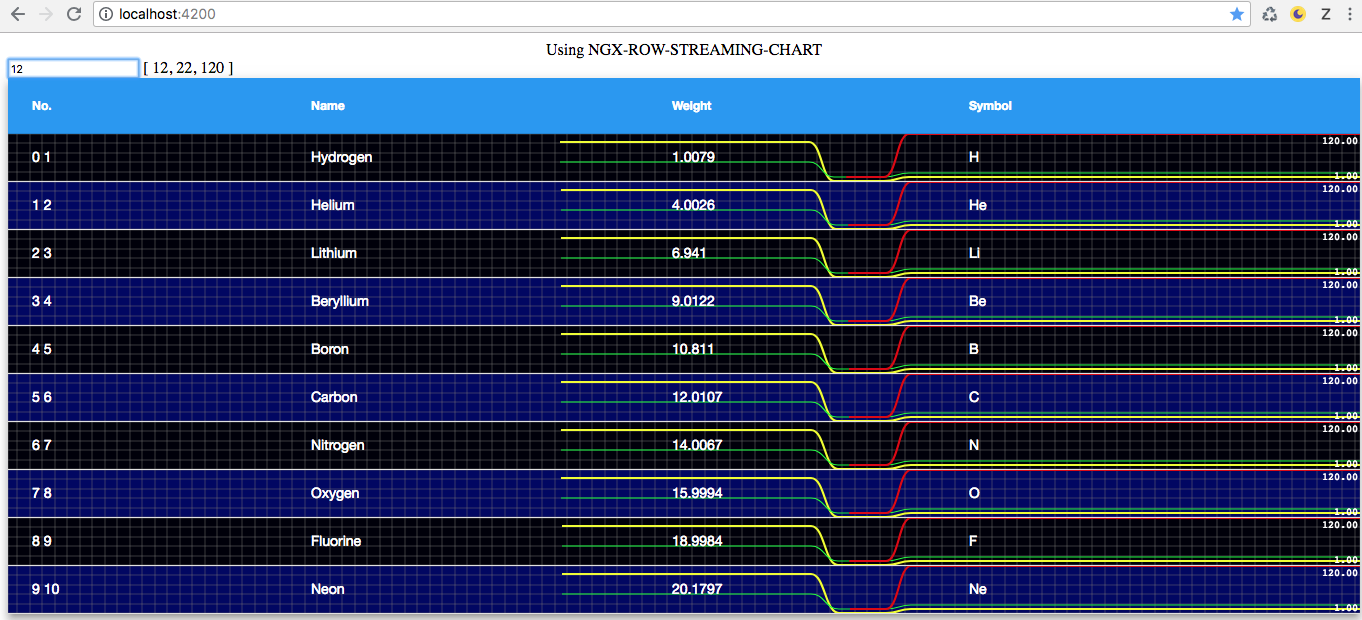 localhost:4200
Z
Using NGX-ROW-STREAMING-CHART
12 [ 12, 22, 120 ]
No. Name Weight Symbol
120.00
0 1 Hydrogen 1.0079 H
1.00
120.00
1 2 Helium 4.0026 He
1.00
120.00
2 3 Lithium 6.941 Li
1.00
120.00
3 4 Beryllium 9.0122 Be
1.00
120.00
4 5 Boron 10.811 B
1.00
120.00
5 6 Carbon 12.0107 C
1.00
120.00
6 7 Nitrogen 14.0067 N
1.00
120.00
7 8 Oxygen 15.9994 O
1.00
120.00
8 9 Fluorine 18.9984 F
1.00
120.00
9 10 Neon 20.1797 Ne
1.00